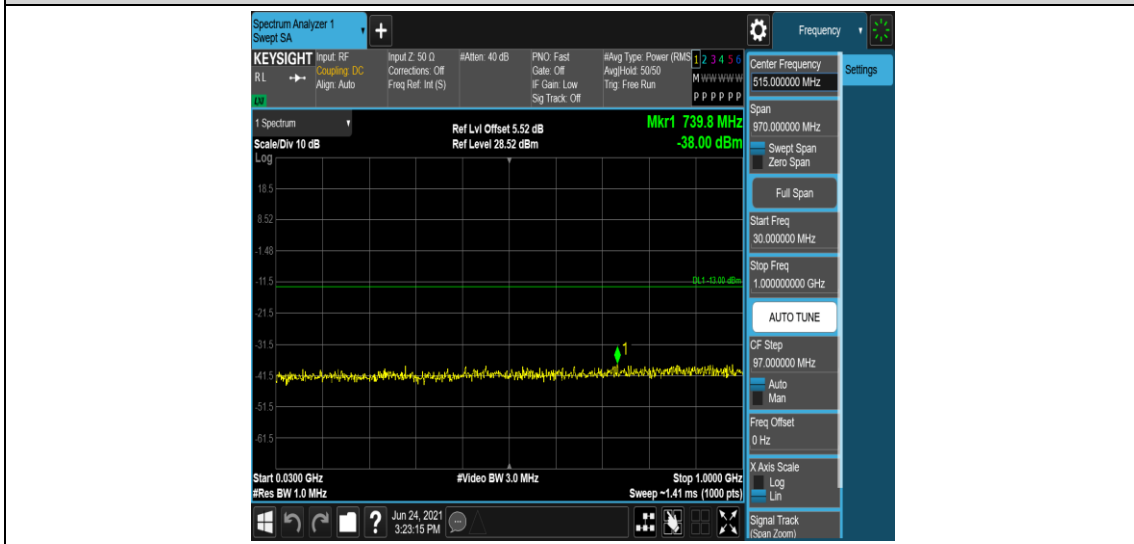 Spectrum Analyzer 1
Swept SA
+
Frequency
KEYSIGHT
RL
LXI
Input: RF
Coupling: DC
Align: Auto
Input Z: 50 Ω
Corrections: Off
Freq Ref: Int (S)
#Atten: 40 dB
PNO: Fast
Gate: Off
IF Gain: Low
Sig Track: Off
#Avg Type: Power (RMS
Avg|Hold: 50/50
Trig: Free Run
1 2 3 4 5 6
M W W W W W
P P P P P P
Center Frequency
515.000000 MHz
Settings
1 Spectrum
Scale/Div 10 dB
Log
Ref Lvl Offset 5.52 dB
Ref Level 28.52 dBm
Mkr1 739.8 MHz
-38.00 dBm
18.5
8.52
-1.48
-11.5
DL1 -13.00 dBm
-21.5
-31.5
1
-41.5
-51.5
-61.5
Start 0.0300 GHz
#Res BW 1.0 MHz
#Video BW 3.0 MHz
Stop 1.0000 GHz
Sweep ~1.41 ms (1000 pts)
Span
970.000000 MHz
Swept Span
Zero Span
Full Span
Start Freq
30.000000 MHz
Stop Freq
1.000000000 GHz
AUTO TUNE
CF Step
97.000000 MHz
Auto
Man
Freq Offset
0 Hz
X Axis Scale
Log
Lin
Signal Track
(Span Zoom)
?
Jun 24, 2021
3:23:15 PM